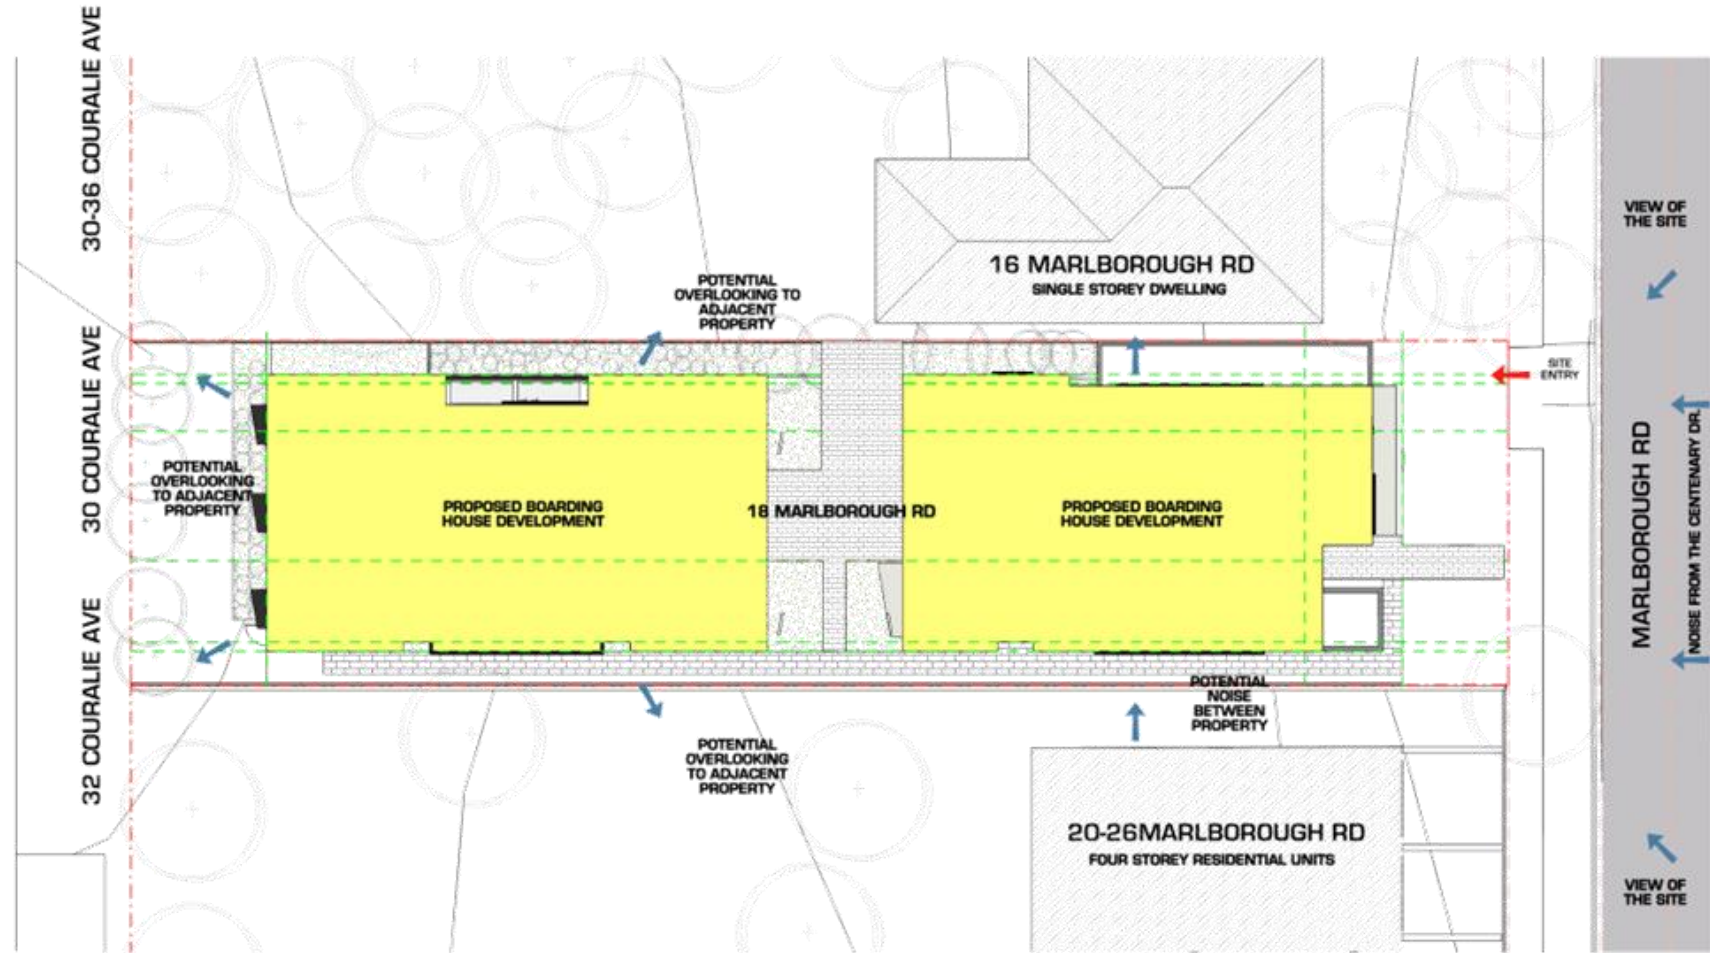 30-36 COURALIE AVE
30 COURALIE AVE
32 COURALIE AVE
POTENTIAL
OVERLOOKING TO
ADJACENT
PROPERTY
16 MARLBOROUGH RD
SINGLE STOREY DWELLING
VIEW OF
THE SITE
SITE
ENTRY
POTENTIAL
OVERLOOKING
TO ADJACENT
PROPERTY
PROPOSED BOARDING
HOUSE DEVELOPMENT
18 MARLBOROUGH RD
PROPOSED BOARDING
HOUSE DEVELOPMENT
MARLBOROUGH RD
NOISE FROM THE CENTENARY DR.
POTENTIAL
OVERLOOKING
TO ADJACENT
PROPERTY
POTENTIAL
NOISE
BETWEEN
PROPERTY
20-26MARLBOROUGH RD
FOUR STOREY RESIDENTIAL UNITS
VIEW OF
THE SITE